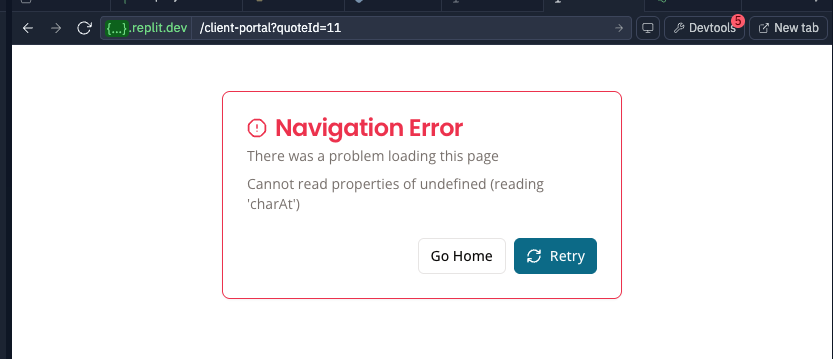 {...}.replit.dev /client-portal?quoteId=11 Devtools 5 New tab
Navigation Error
There was a problem loading this page
Cannot read properties of undefined (reading
'charAt')
Go Home Retry